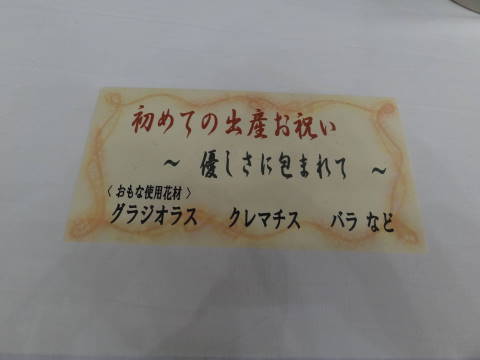 初めての出産お祝い
～ 優しさに包まれて ～
〈 おもな使用花材 〉
グラジオラス クレマチス バラ など